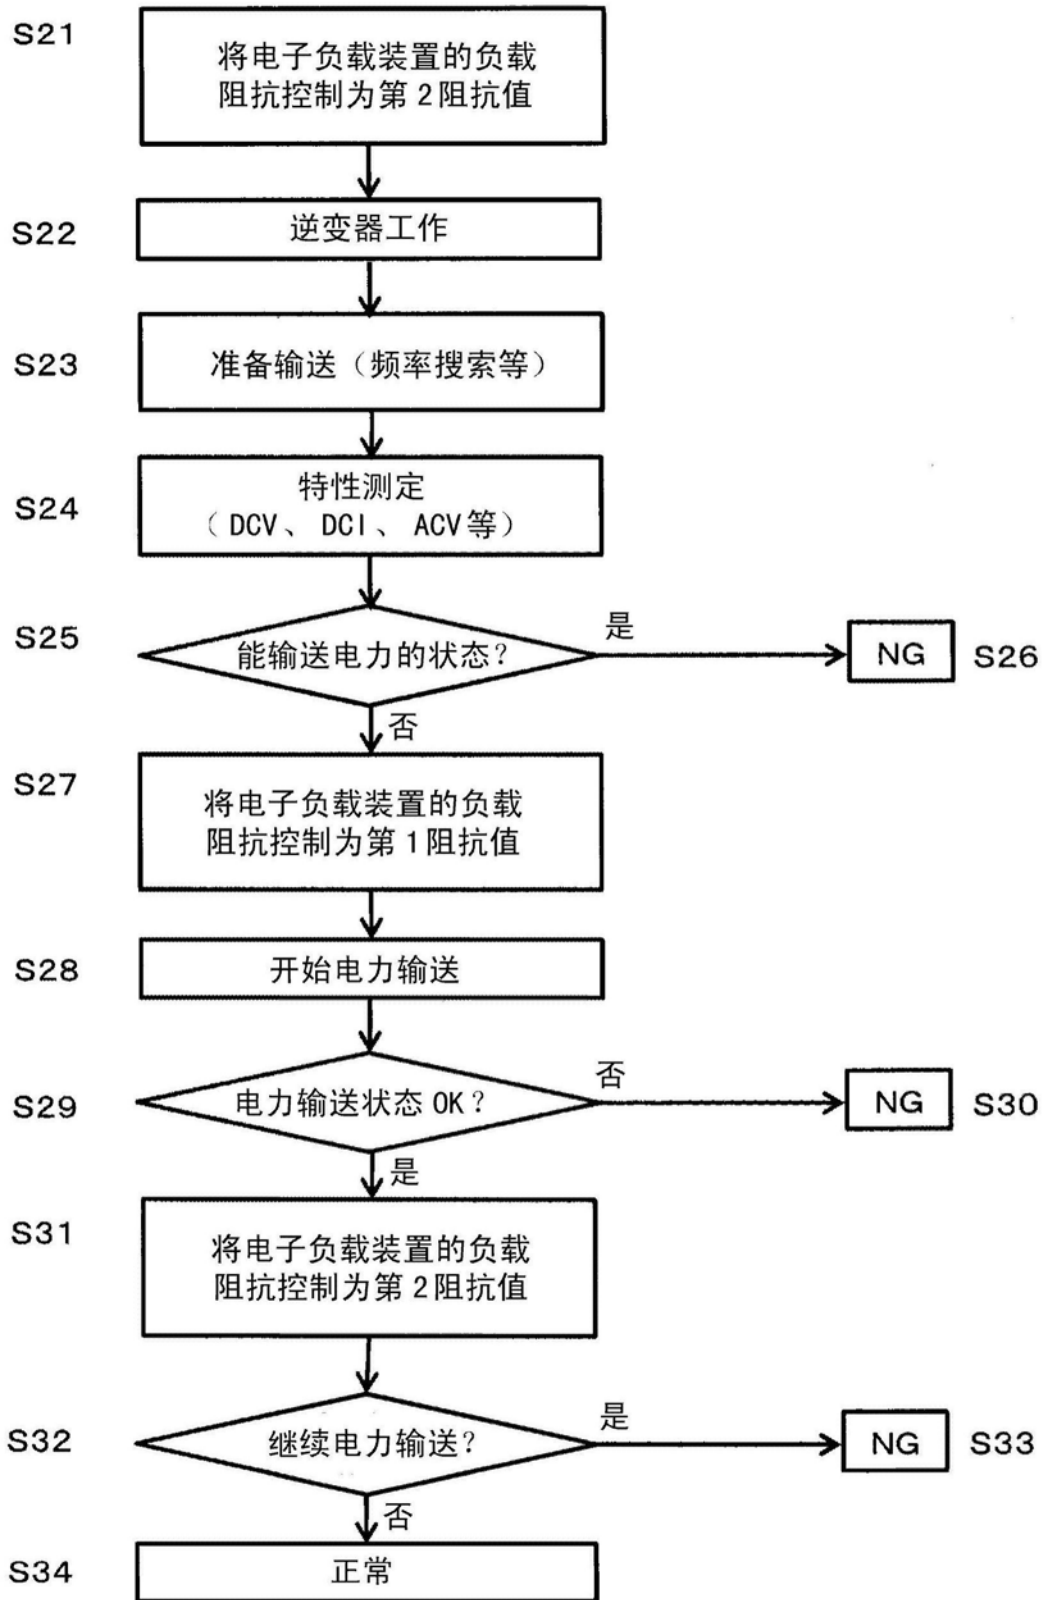 S21
将电子负载装置的负载
阻抗控制为第2阻抗值
S22
逆变器工作
S23
准备输送（频率搜索等）
S24
特性测定
（DCV、DCI、ACV等）
S25
能输送电力的状态？
是
NG
S26
否
S27
将电子负载装置的负载
阻抗控制为第1阻抗值
S28
开始电力输送
S29
电力输送状态OK？
否
NG
S30
是
S31
将电子负载装置的负载
阻抗控制为第2阻抗值
S32
继续电力输送？
是
NG
S33
否
S34
正常